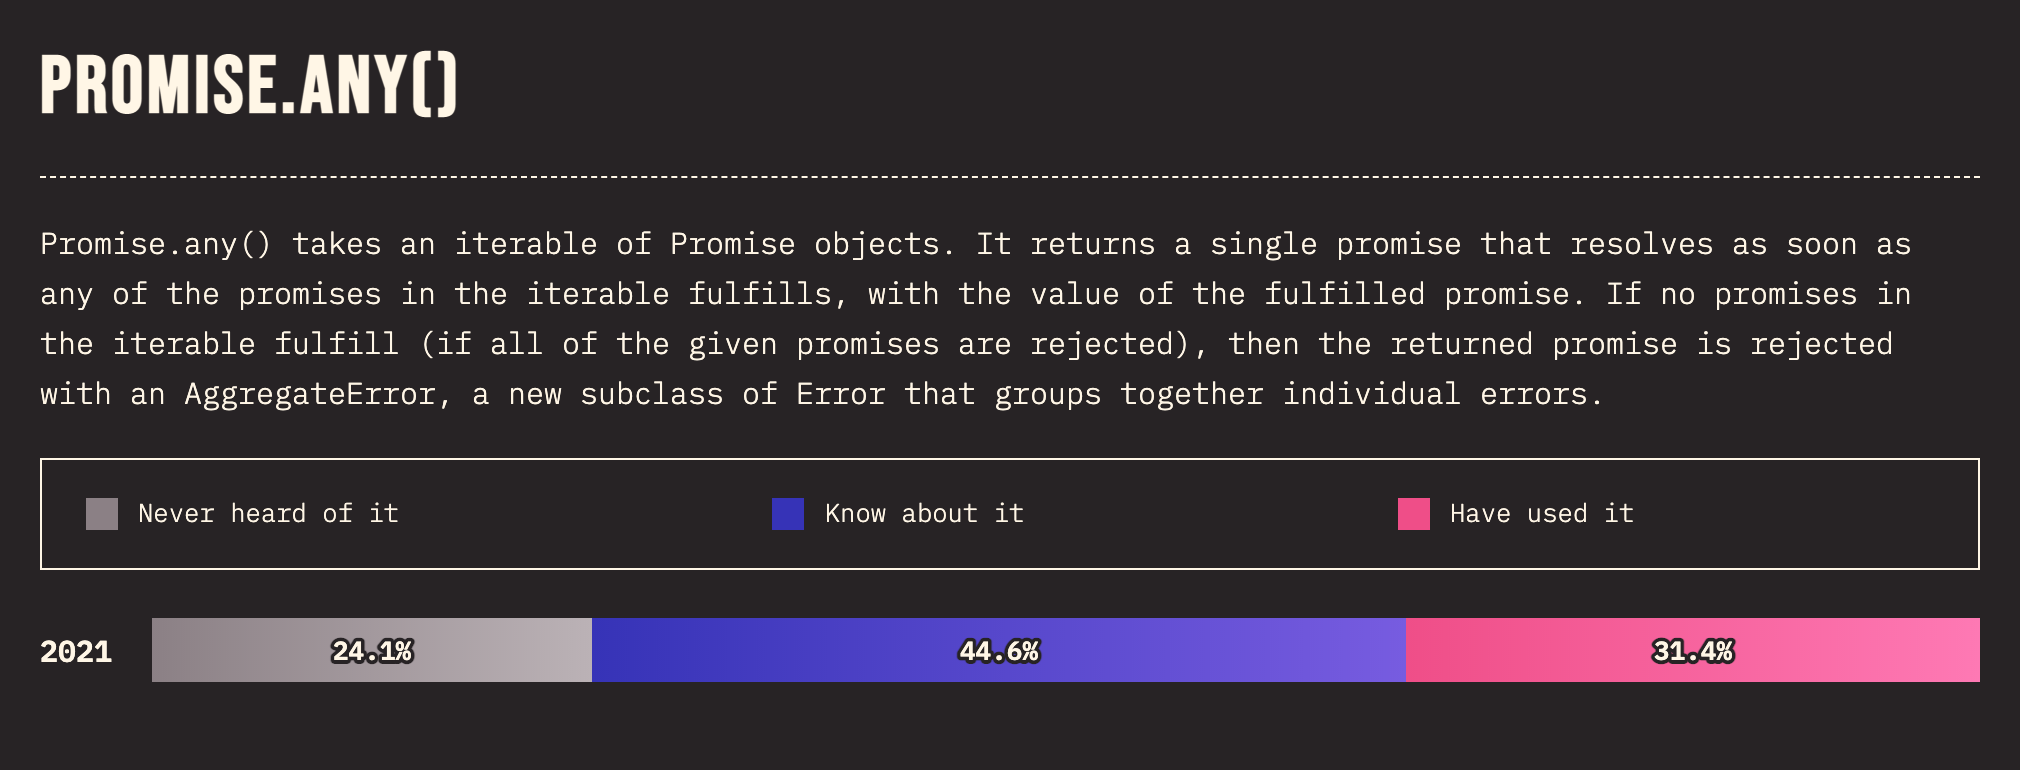 PROMISE.ANY()
Promise.any() takes an iterable of Promise objects. It returns a single promise that resolves as soon as
any of the promises in the iterable fulfills, with the value of the fulfilled promise. If no promises in
the iterable fulfill (if all of the given promises are rejected), then the returned promise is rejected
with an AggregateError, a new subclass of Error that groups together individual errors.
Never heard of it Know about it Have used it
2021 24.1% 44.6% 31.4%